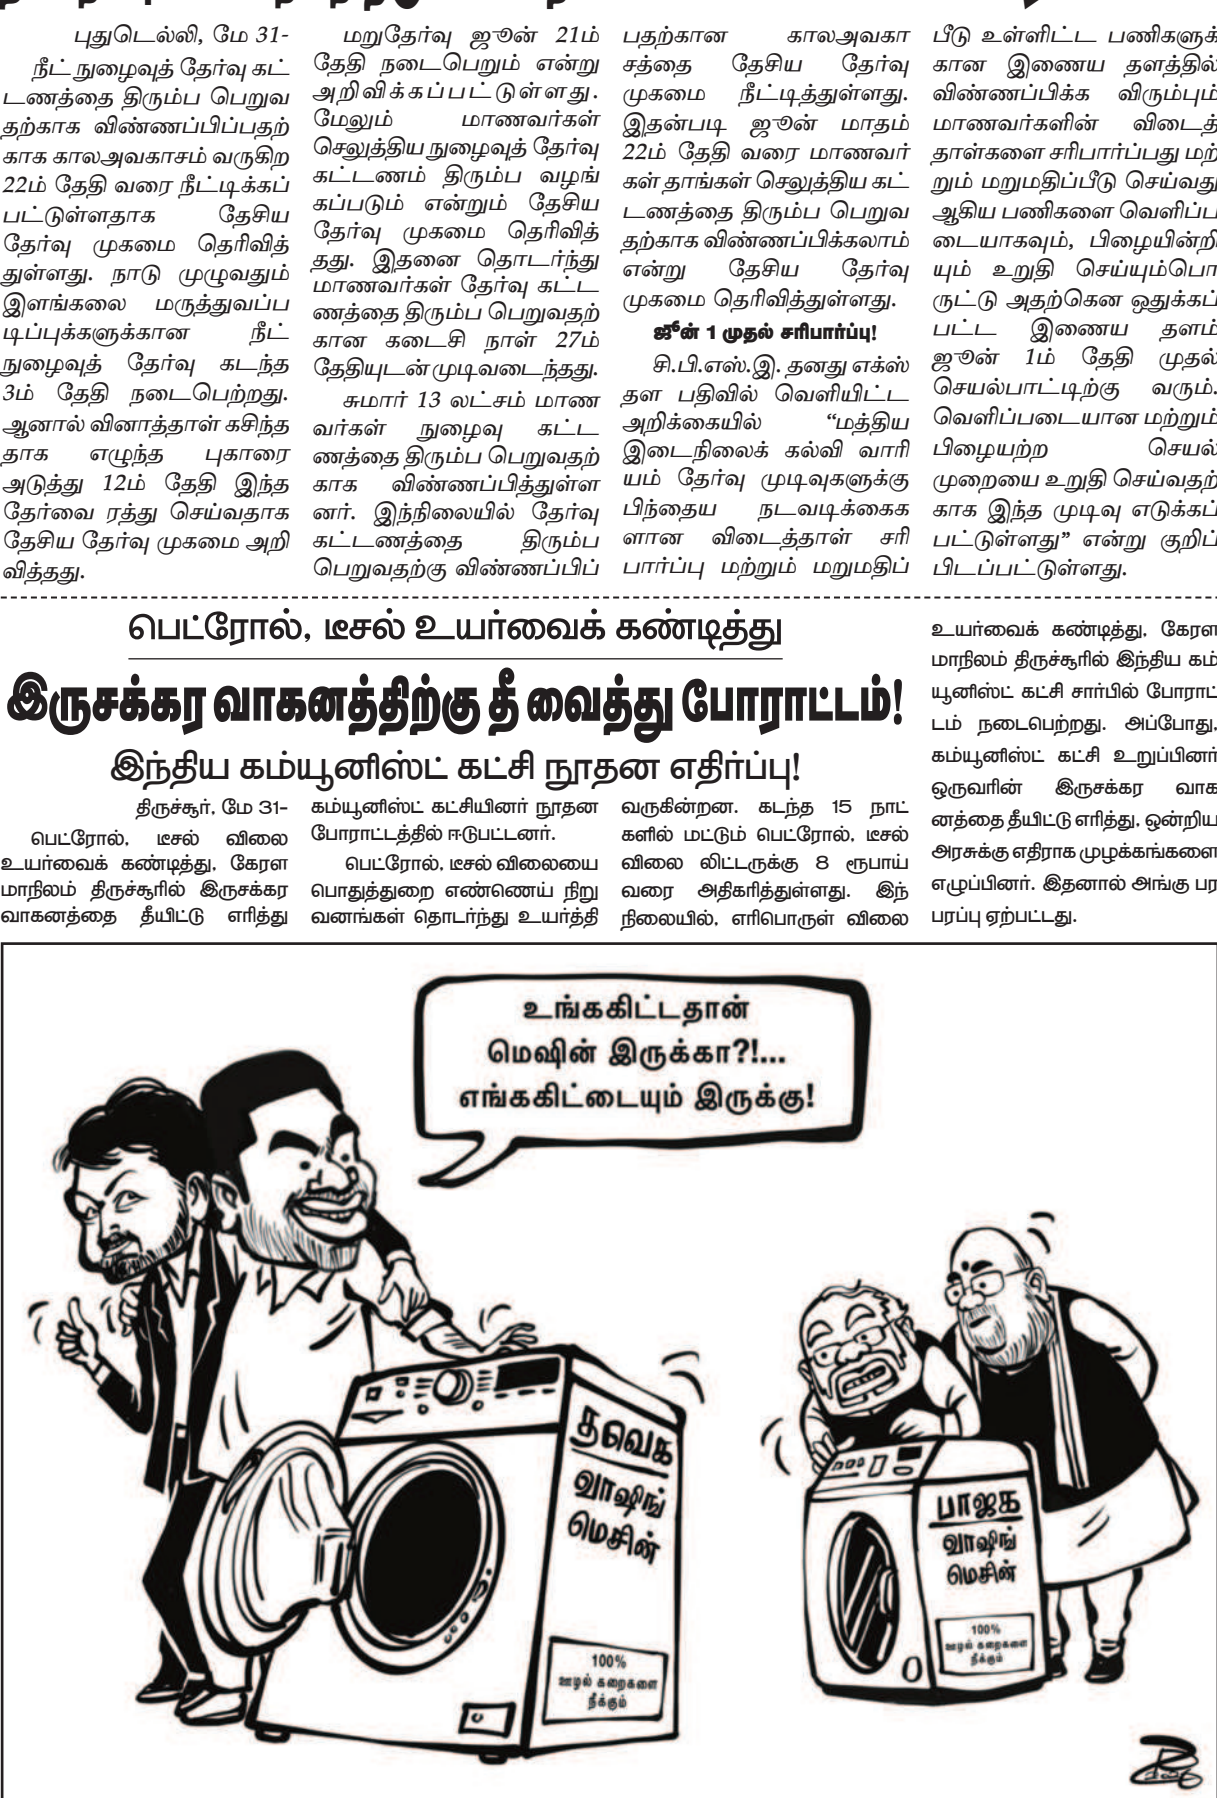 புதுடெல்லி, மே 31-
நீட் நுழைவுத் தேர்வு கட்
டணத்தை திரும்ப பெறுவ
தற்காக விண்ணப்பிப்பதற்
காக காலஅவகாசம் வருகிற
22ம் தேதி வரை நீட்டிக்கப்
பட்டுள்ளதாக தேசிய
தேர்வு முகமை தெரிவித்
துள்ளது. நாடு முழுவதும்
இளங்கலை மருத்துவப்ப
டிப்புக்களுக்கான நீட்
நுழைவுத் தேர்வு கடந்த
3ம் தேதி நடைபெற்றது.
ஆனால் வினாத்தாள் கசிந்த
தாக எழுந்த புகாரை
அடுத்து 12ம் தேதி இந்த
தேர்வை ரத்து செய்வதாக
தேசிய தேர்வு முகமை அறி
வித்தது.
மறுதேர்வு ஜூன் 21ம்
தேதி நடைபெறும் என்று
அறிவிக்கப்பட்டுள்ளது.
மேலும் மாணவர்கள்
செலுத்திய நுழைவுத் தேர்வு
கட்டணம் திரும்ப வழங்
கப்படும் என்றும் தேசிய
தேர்வு முகமை தெரிவித்
தது. இதனை தொடர்ந்து
மாணவர்கள் தேர்வு கட்ட
ணத்தை திரும்ப பெறுவதற்
கான கடைசி நாள் 27ம்
தேதியுடன் முடிவடைந்தது.
சுமார் 13 லட்சம் மாண
வர்கள் நுழைவு கட்ட
ணத்தை திரும்ப பெறுவதற்
காக விண்ணப்பித்துள்ள
னர். இந்நிலையில் தேர்வு
கட்டணத்தை திரும்ப
பெறுவதற்கு விண்ணப்பிப்
பதற்கான காலஅவகா
சத்தை தேசிய தேர்வு
முகமை நீட்டித்துள்ளது.
இதன்படி ஜூன் மாதம்
22ம் தேதி வரை மாணவர்
கள் தாங்கள் செலுத்திய கட்
டணத்தை திரும்ப பெறுவ
தற்காக விண்ணப்பிக்கலாம்
என்று தேசிய தேர்வு
முகமை தெரிவித்துள்ளது.
ஜூன் 1 முதல் சரிபார்ப்பு!
சி.பி.எஸ்.இ. தனது எக்ஸ்
தள பதிவில் வெளியிட்ட
அறிக்கையில் “மத்திய
இடைநிலைக் கல்வி வாரி
யம் தேர்வு முடிவுகளுக்கு
பிந்தைய நடவடிக்கைக
ளான விடைத்தாள் சரி
பார்ப்பு மற்றும் மறுமதிப்
பீடு உள்ளிட்ட பணிகளுக்
கான இணைய தளத்தில்
விண்ணப்பிக்க விரும்பும்
மாணவர்களின் விடைத்
தாள்களை சரிபார்ப்பது மற்
றும் மறுமதிப்பீடு செய்வது
ஆகிய பணிகளை வெளிப்ப
டையாகவும், பிழையின்றி
யும் உறுதி செய்யும்பொ
ருட்டு அதற்கென ஒதுக்கப்
பட்ட இணைய தளம்
ஜூன் 1ம் தேதி முதல்
செயல்பாட்டிற்கு வரும்.
வெளிப்படையான மற்றும்
பிழையற்ற செயல்
முறையை உறுதி செய்வதற்
காக இந்த முடிவு எடுக்கப்
பட்டுள்ளது” என்று குறிப்
பிடப்பட்டுள்ளது.
பெட்ரோல், டீசல் உயர்வைக் கண்டித்து
இருசக்கர வாகனத்திற்கு தீ வைத்து போராட்டம்!
இந்திய கம்யூனிஸ்ட் கட்சி நூதன எதிர்ப்பு!
திருச்சூர், மே 31-
பெட்ரோல், டீசல் விலை
உயர்வைக் கண்டித்து, கேரள
மாநிலம் திருச்சூரில் இருசக்கர
வாகனத்தை தீயிட்டு எரித்து
கம்யூனிஸ்ட் கட்சியினர் நூதன
போராட்டத்தில் ஈடுபட்டனர்.
பெட்ரோல், டீசல் விலையை
பொதுத்துறை எண்ணெய் நிறு
வனங்கள் தொடர்ந்து உயர்த்தி
வருகின்றன. கடந்த 15 நாட்
களில் மட்டும் பெட்ரோல், டீசல்
விலை லிட்டருக்கு 8 ரூபாய்
வரை அதிகரித்துள்ளது. இந்
நிலையில், எரிபொருள் விலை
உயர்வைக் கண்டித்து, கேரள
மாநிலம் திருச்சூரில் இந்திய கம்
யூனிஸ்ட் கட்சி சார்பில் போராட்
டம் நடைபெற்றது. அப்போது,
கம்யூனிஸ்ட் கட்சி உறுப்பினர்
ஒருவரின் இருசக்கர வாக
னத்தை தீயிட்டு எரித்து, ஒன்றிய
அரசுக்கு எதிராக முழக்கங்களை
எழுப்பினர். இதனால் அங்கு பர
பரப்பு ஏற்பட்டது.
உங்ககிட்டதான்
மெஷின் இருக்கா?!...
எங்ககிட்டையும் இருக்கு!
தவெக
வாஷிங்
மெசின்
100%
ஊழல் கறைகளை
நீக்கும்
பாஜக
வாஷிங்
மெசின்
100%
ஊழல் கறைகளை
நீக்கும்